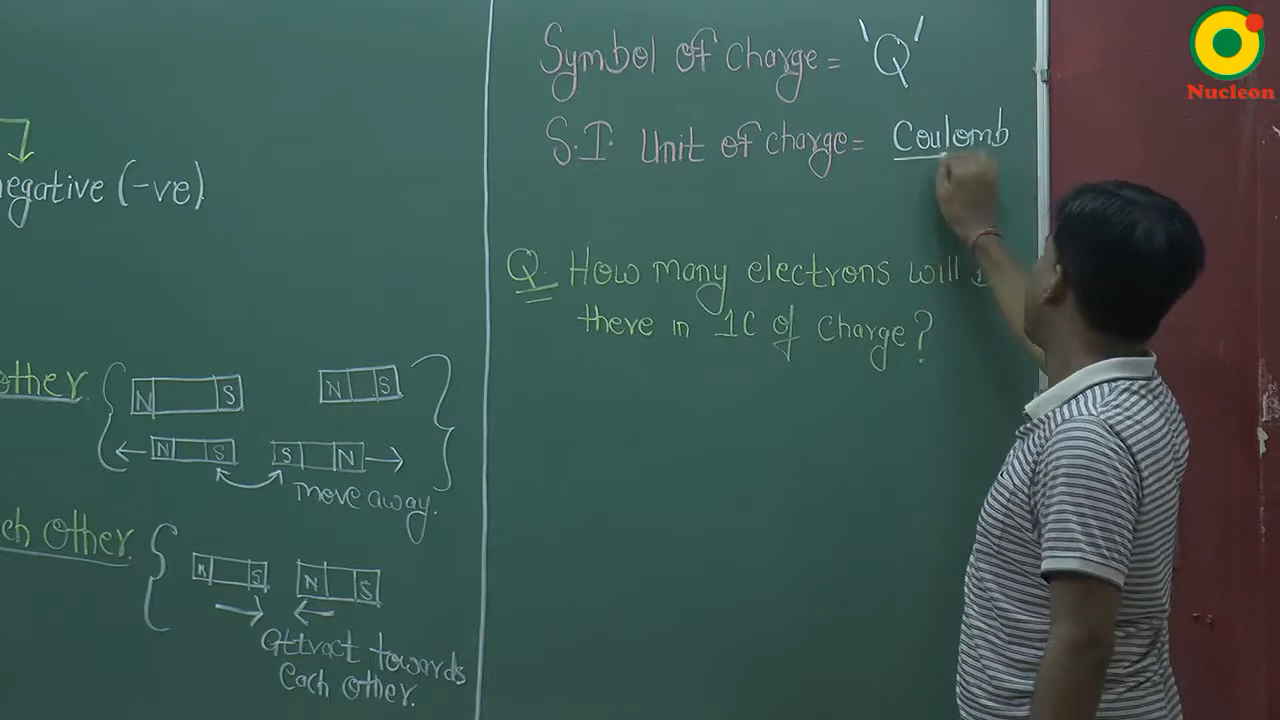 negative (-ve)
other.
N S N S
N S S N
move away.
ch other.
N S N S
attract towards
each other.
Symbol of charge = 'Q'
S.I. Unit of charge = Coulomb
Q. How many electrons will
there in 1C of charge?
Nucleon